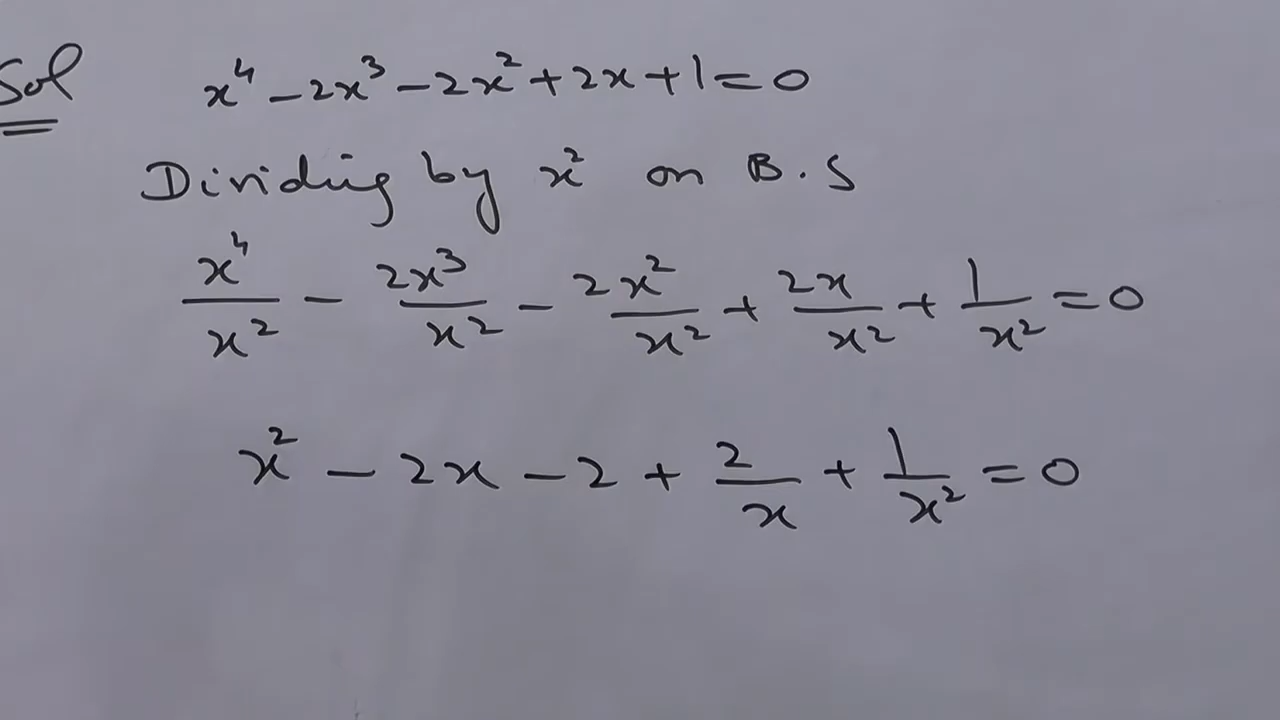 Sol
x⁴ - 2x³ - 2x² + 2x + 1 = 0
Dividing by x² on B.S
x⁴/x² - 2x³/x² - 2x²/x² + 2x/x² + 1/x² = 0
x² - 2x - 2 + 2/x + 1/x² = 0